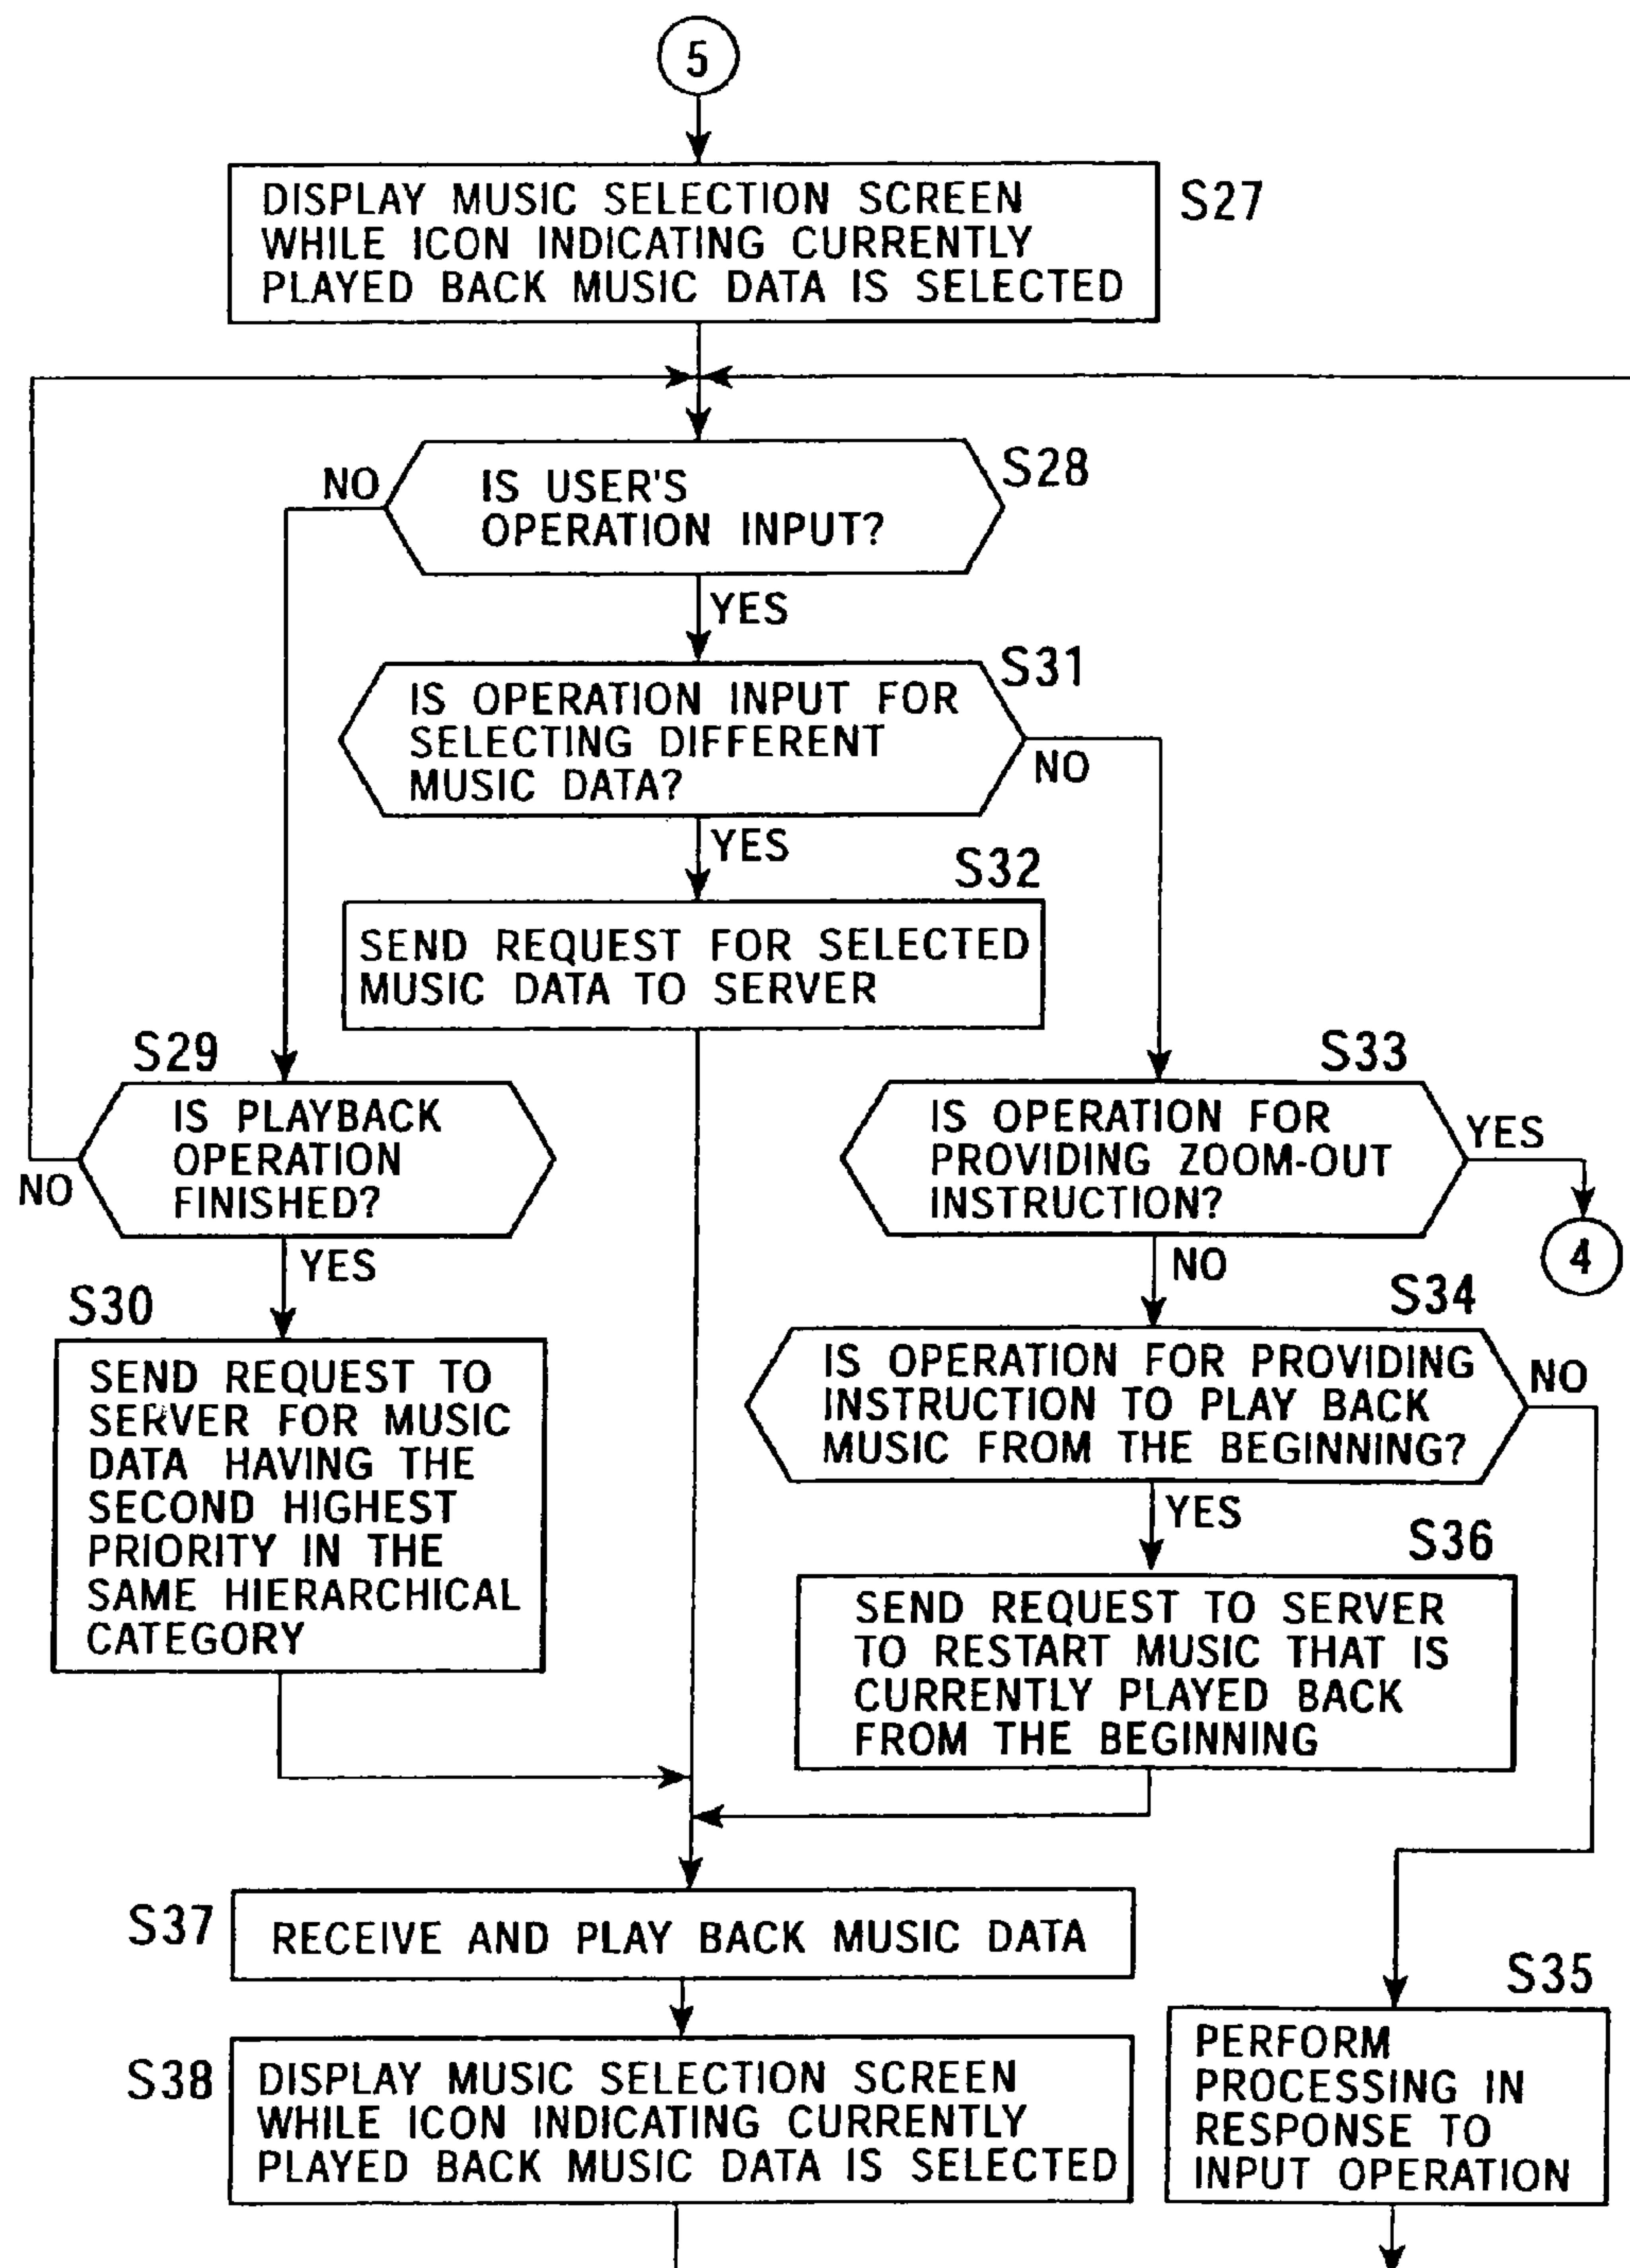 5
DISPLAY MUSIC SELECTION SCREEN
WHILE ICON INDICATING CURRENTLY
PLAYED BACK MUSIC DATA IS SELECTED
S27
NO
IS USER'S
OPERATION INPUT?
S28
YES
IS OPERATION INPUT FOR
SELECTING DIFFERENT
MUSIC DATA?
S31
NO
YES
S32
SEND REQUEST FOR SELECTED
MUSIC DATA TO SERVER
S29
IS PLAYBACK
OPERATION
FINISHED?
NO
YES
S33
IS OPERATION FOR
PROVIDING ZOOM-OUT
INSTRUCTION?
YES
4
NO
S30
SEND REQUEST TO
SERVER FOR MUSIC
DATA HAVING THE
SECOND HIGHEST
PRIORITY IN THE
SAME HIERARCHICAL
CATEGORY
S34
IS OPERATION FOR PROVIDING
INSTRUCTION TO PLAY BACK
MUSIC FROM THE BEGINNING?
NO
YES
S36
SEND REQUEST TO SERVER
TO RESTART MUSIC THAT IS
CURRENTLY PLAYED BACK
FROM THE BEGINNING
S37
RECEIVE AND PLAY BACK MUSIC DATA
S35
PERFORM
PROCESSING IN
RESPONSE TO
INPUT OPERATION
S38
DISPLAY MUSIC SELECTION SCREEN
WHILE ICON INDICATING CURRENTLY
PLAYED BACK MUSIC DATA IS SELECTED